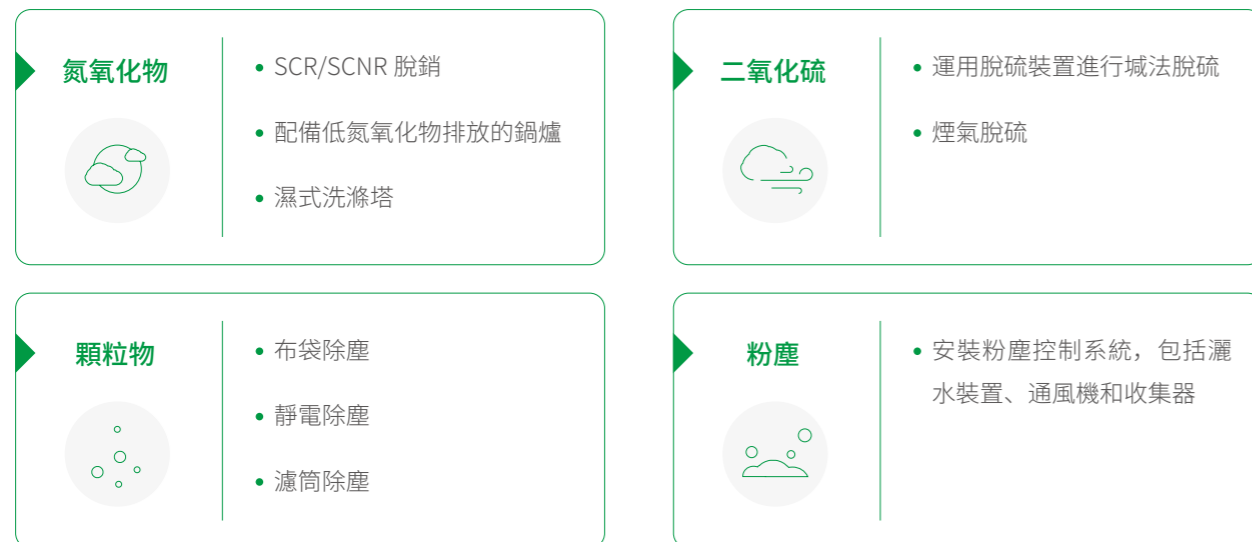 氮氧化物
• SCR/SCNR 脫銷
• 配備低氮氧化物排放的鍋爐
• 濕式洗滌塔
二氧化硫
• 運用脫硫裝置進行堿法脫硫
• 煙氣脫硫
顆粒物
• 布袋除塵
• 靜電除塵
• 濾筒除塵
粉塵
• 安裝粉塵控制系統，包括灑
水裝置、通風機和收集器